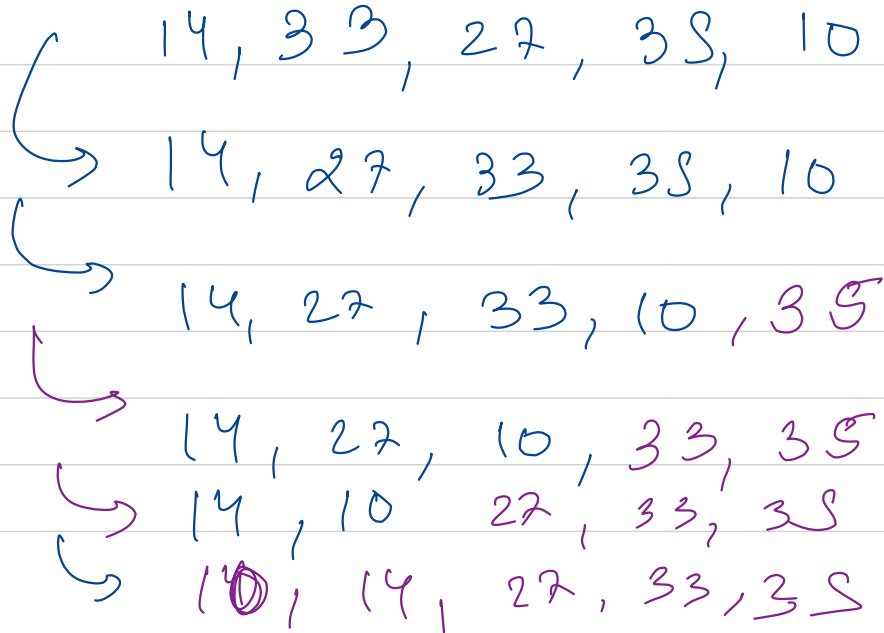 14, 33, 27, 35, 10
14, 27, 33, 35, 10
14, 27, 33, 10, 35
14, 27, 10, 33, 35
14, 10 27, 33, 35
10, 14, 27, 33, 35